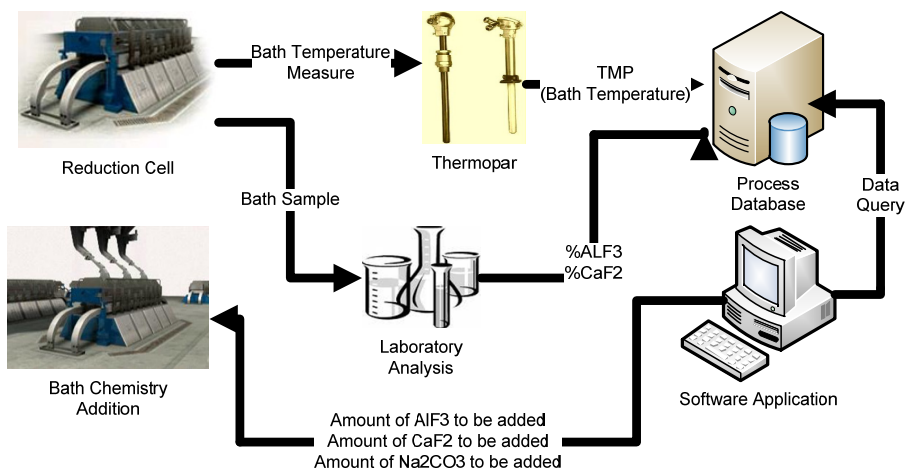 Bath Temperature
Measure
TMP
(Bath Temperature)
Reduction Cell
Thermopar
Process
Database
Data
Query
Bath Sample
%ALF3
%CaF2
Laboratory
Analysis
Bath Chemistry
Addition
Software Application
Amount of AlF3 to be added
Amount of CaF2 to be added
Amount of Na2CO3 to be added